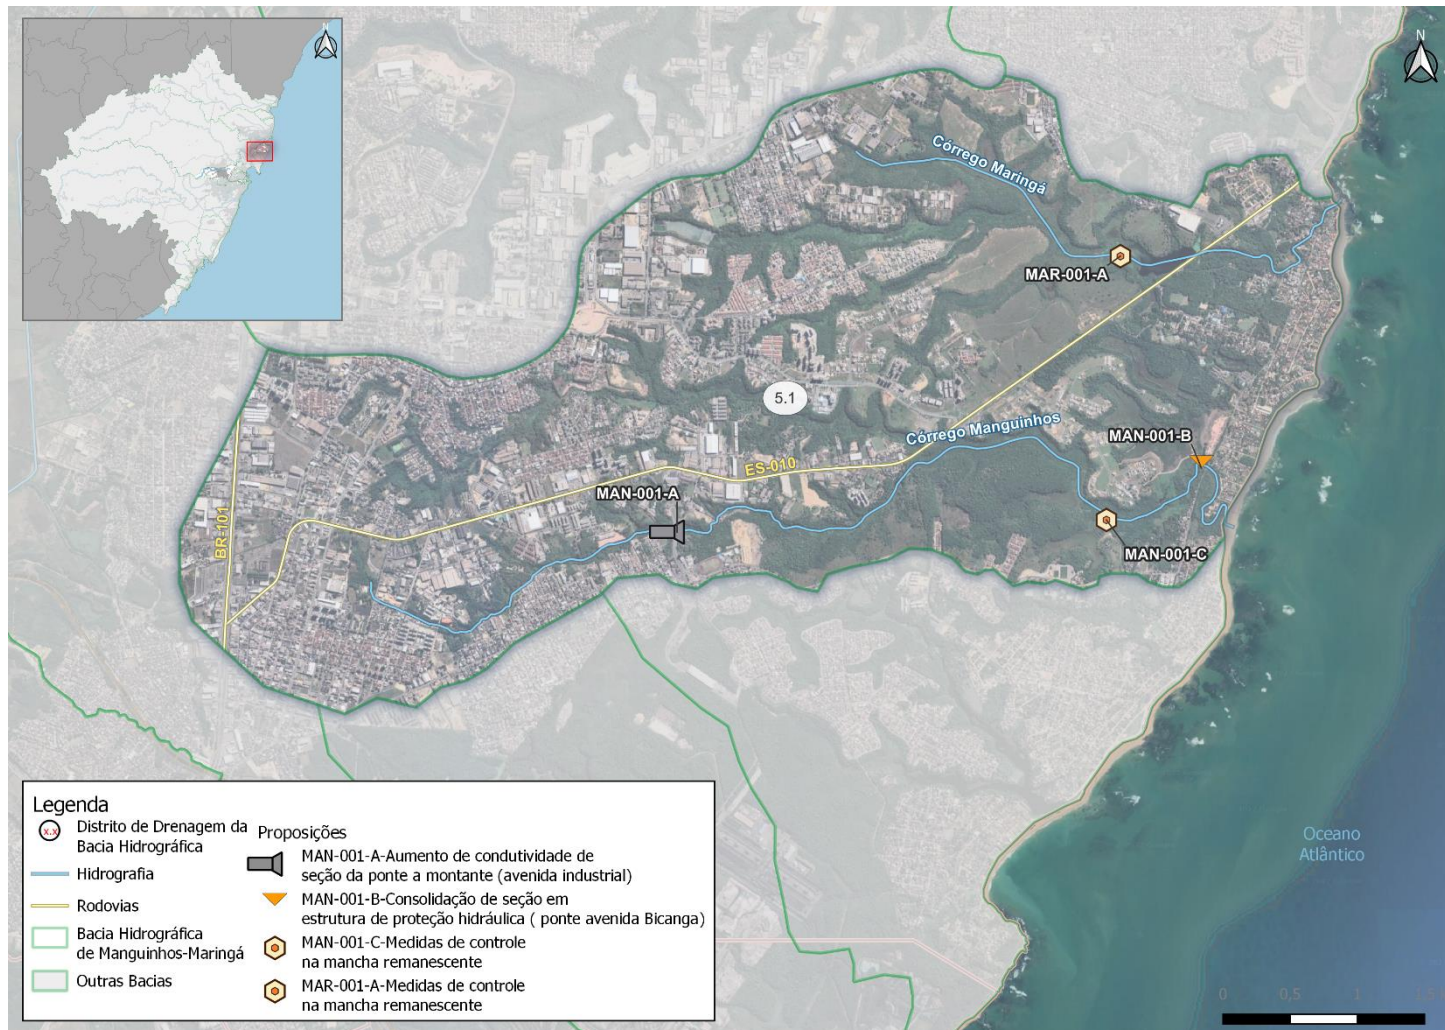 N
N
Córrego Maringá
MAR-001-A
5.1
Córrego Manguinhos
MAN-001-B
ES-010
MAN-001-A
BR-101
MAN-001-C
Oceano
Atlântico
Legenda
x.x
Distrito de Drenagem da
Bacia Hidrográfica
Hidrografia
Rodovias
Bacia Hidrográfica
de Manguinhos-Maringá
Outras Bacias
Proposições
MAN-001-A-Aumento de condutividade de
seção da ponte a montante (avenida industrial)
MAN-001-B-Consolidação de seção em
estrutura de proteção hidráulica ( ponte avenida Bicanga)
MAN-001-C-Medidas de controle
na mancha remanescente
MAR-001-A-Medidas de controle
na mancha remanescente
0 0,5 1